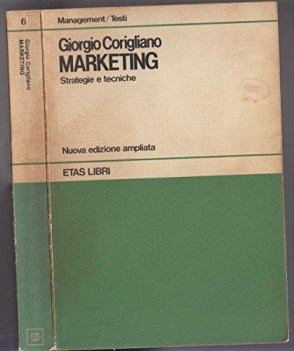 6
Giorgio Corigliano
MARKETING
Management/Testi
Giorgio Corigliano
MARKETING
Strategie e tecniche
Nuova edizione ampliata
ETAS LIBRI